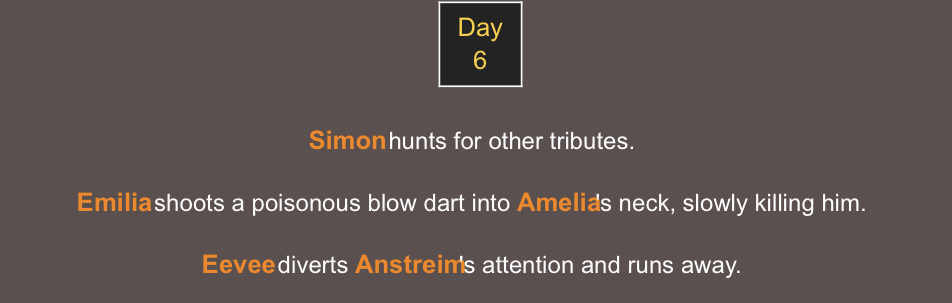 Day
6
Simon hunts for other tributes.
Emilia shoots a poisonous blow dart into Amelia's neck, slowly killing him.
Eevee diverts Anstreim's attention and runs away.